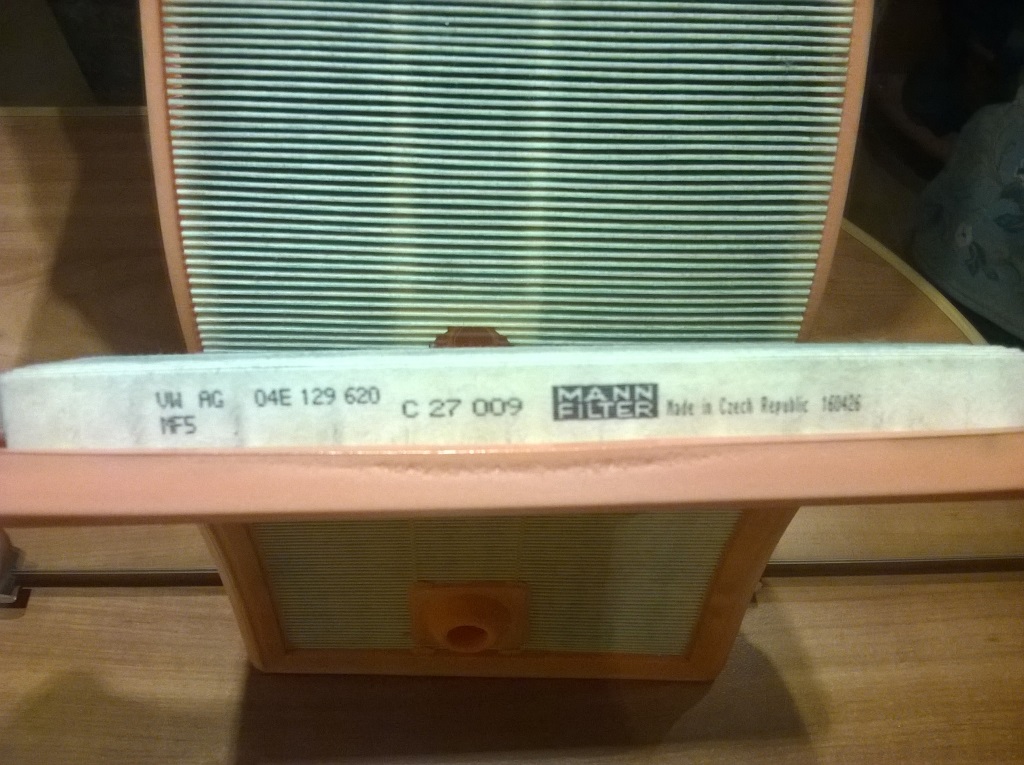 VW AG 04E 129 620 C 27 009 MANN FILTER Made in Czech Republic 160426
MF5